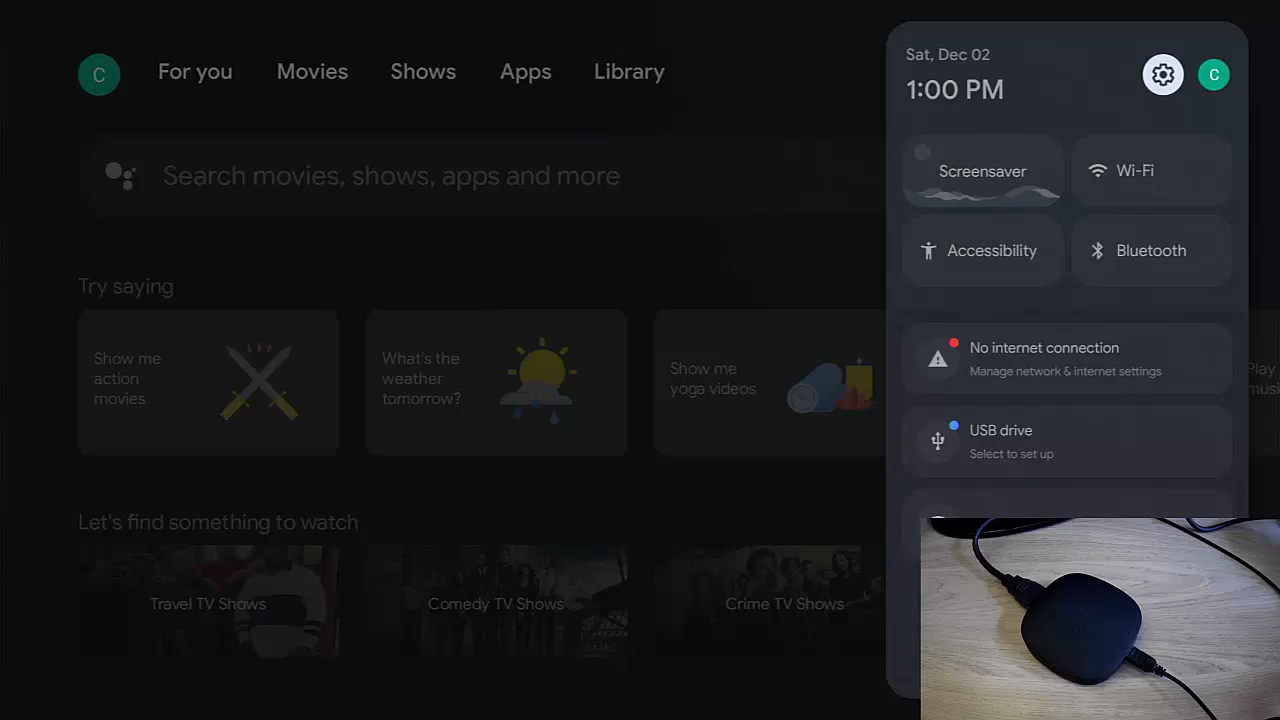 C
For you
Movies
Shows
Apps
Library
Search movies, shows, apps and more
Try saying
Show me
action
movies
What's the
weather
tomorrow?
Show me
yoga videos
Play
Let's find something to watch
Travel TV Shows
Comedy TV Shows
Crime TV Shows
Sat, Dec 02
1:00 PM
C
Screensaver
Wi-Fi
Accessibility
Bluetooth
No internet connection
Manage network & internet settings
USB drive
Select to set up